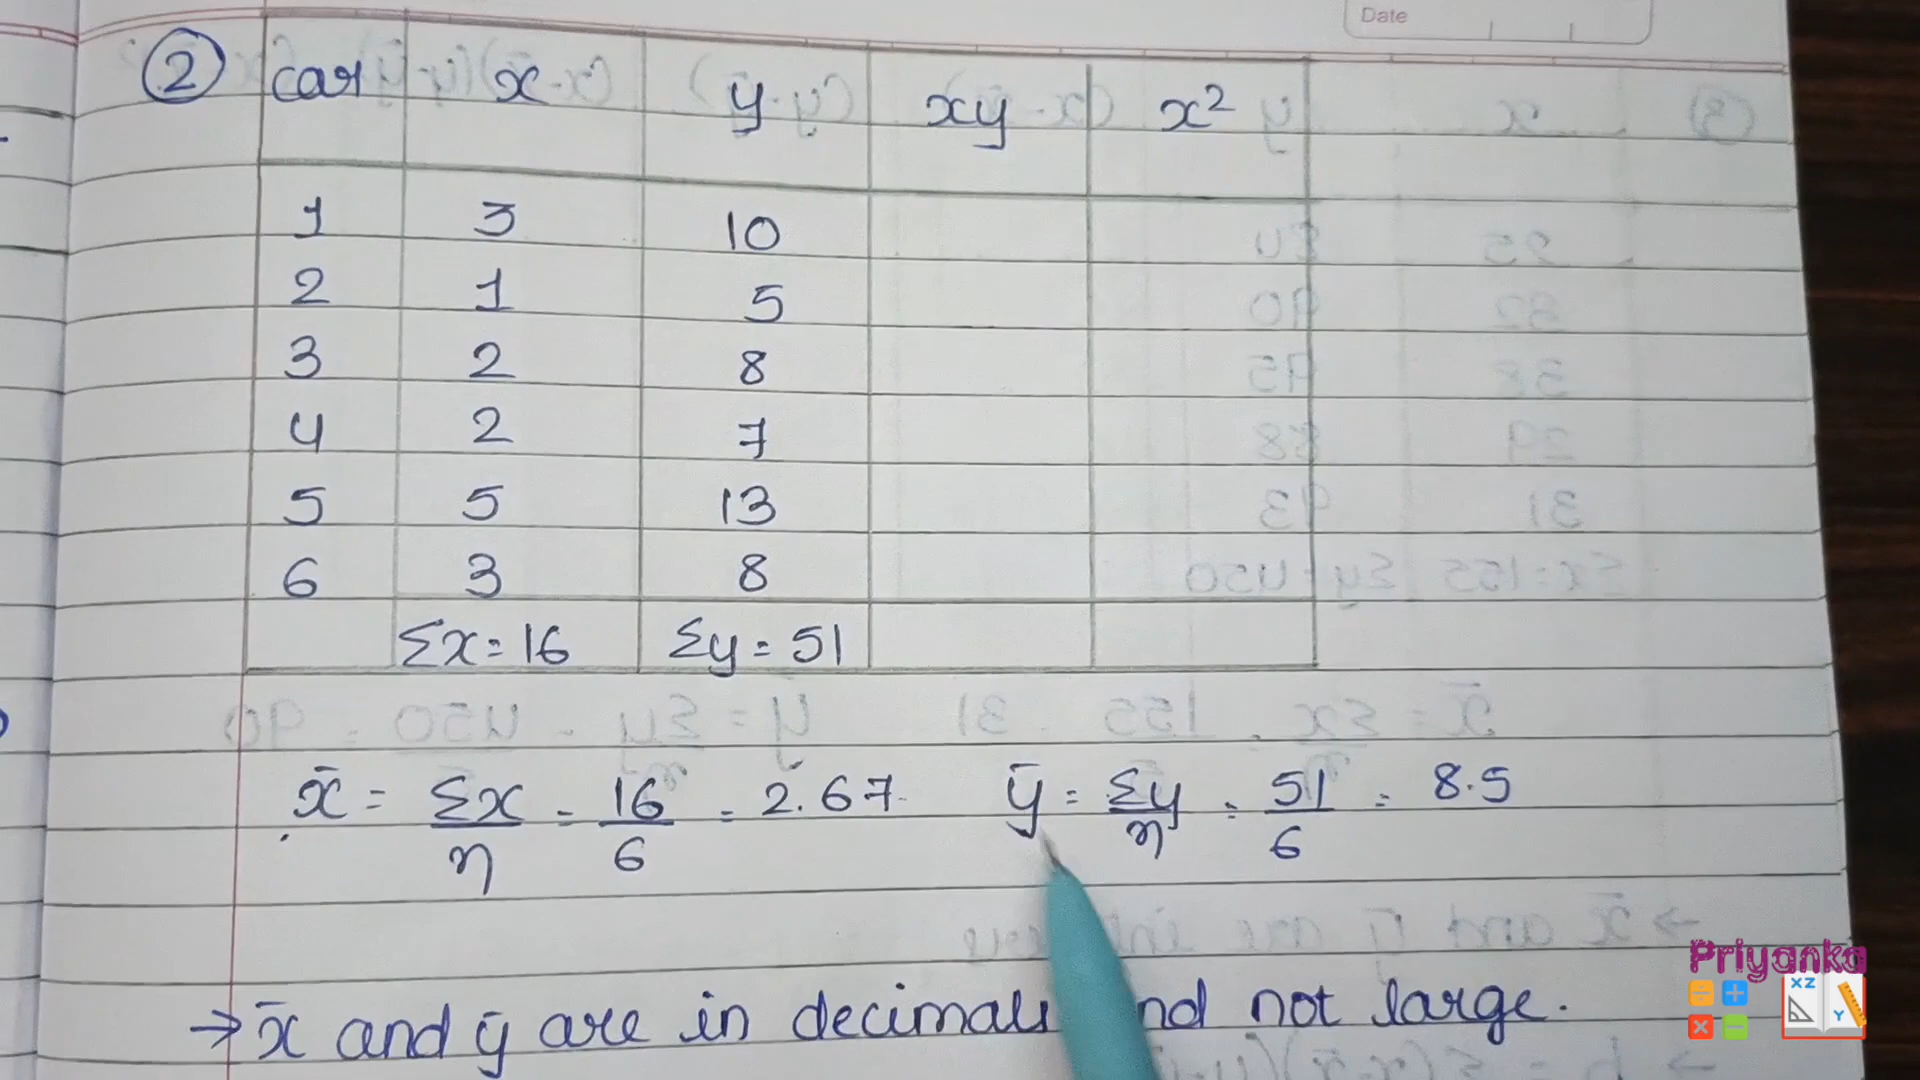 Date
② car x y xy x²
1 3 10
2 1 5
3 2 8
4 2 7
5 5 13
6 3 8
Σx = 16 Σy = 51
x̄ = Σx/n = 16/6 = 2.67 ȳ = Σy/n = 51/6 = 8.5
→ x̄ and ȳ are in decimals nd not large.
Priyanka
XZ
Y